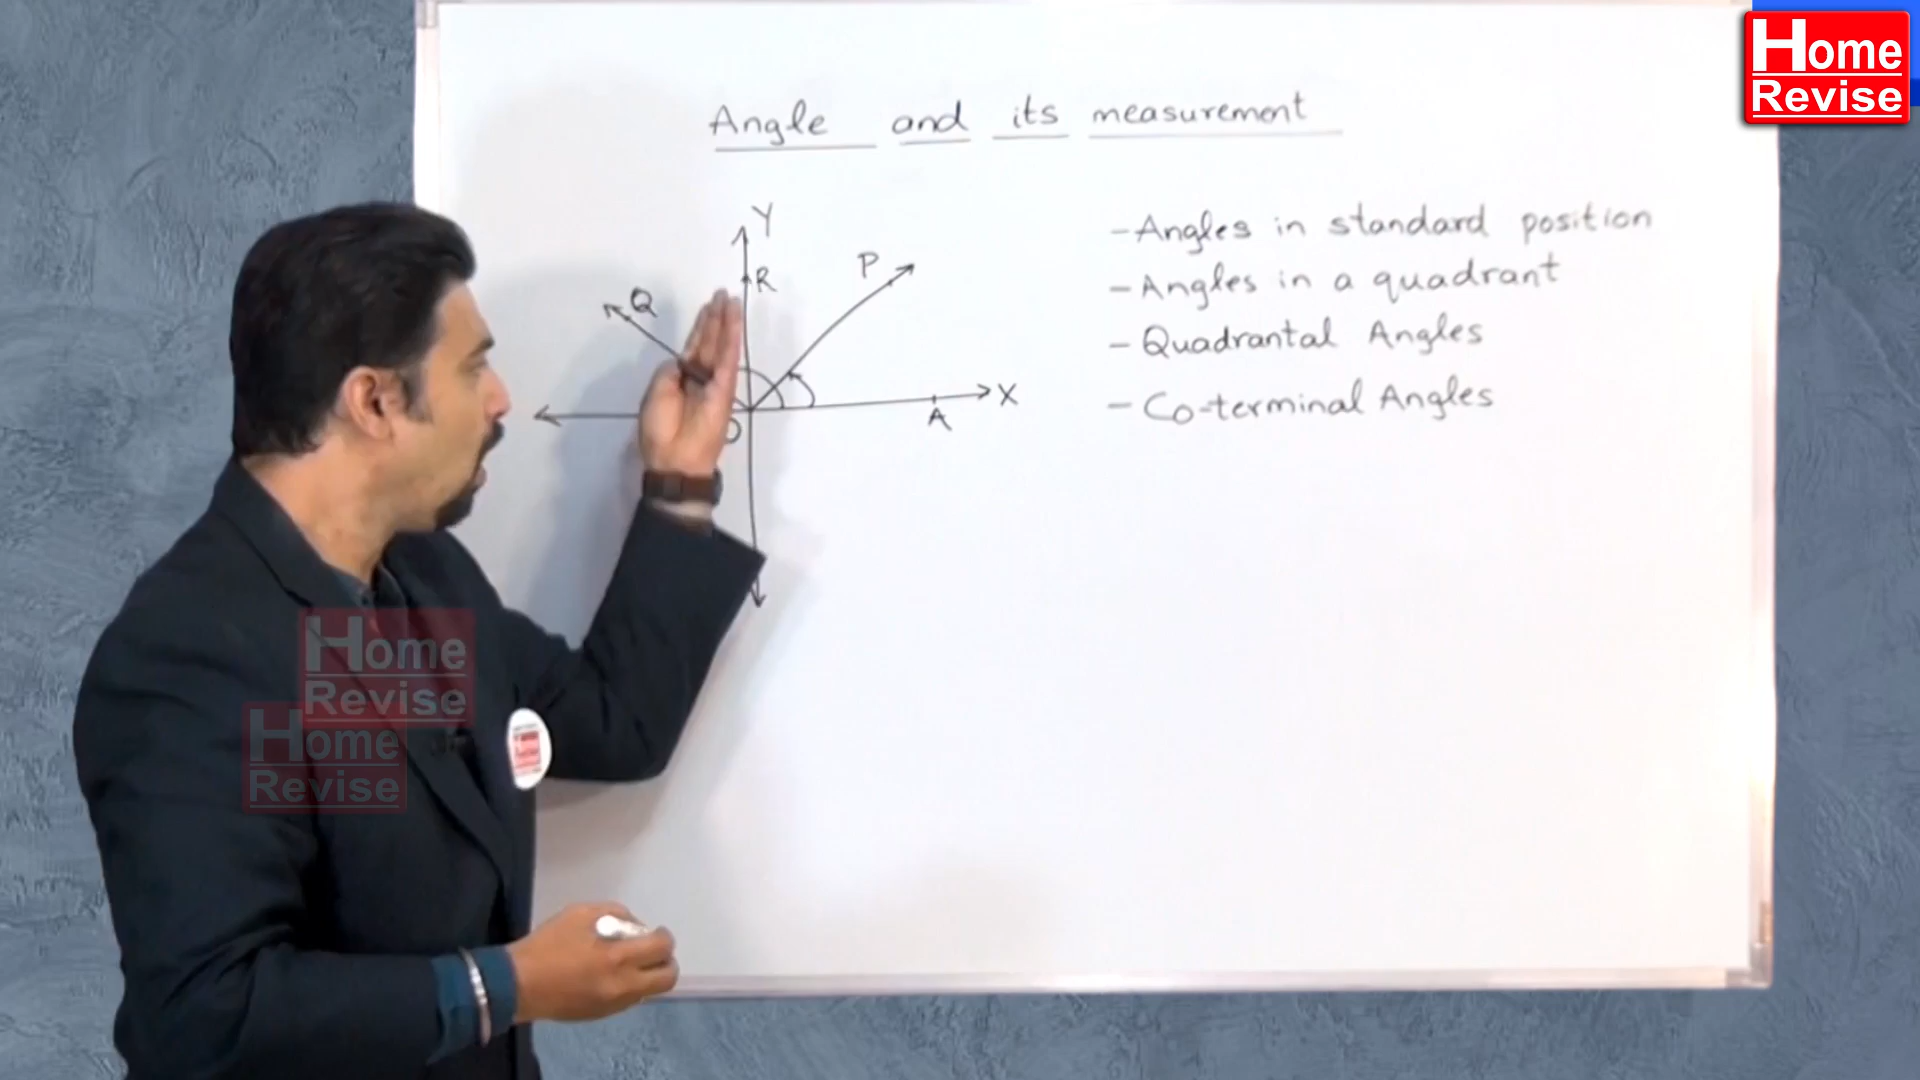 Home
Revise
Angle and its measurement
Y
R
P
Q
X
A
O
-Angles in standard position
-Angles in a quadrant
-Quadrantal Angles
-Co-terminal Angles
Home
Revise
Home
Revise